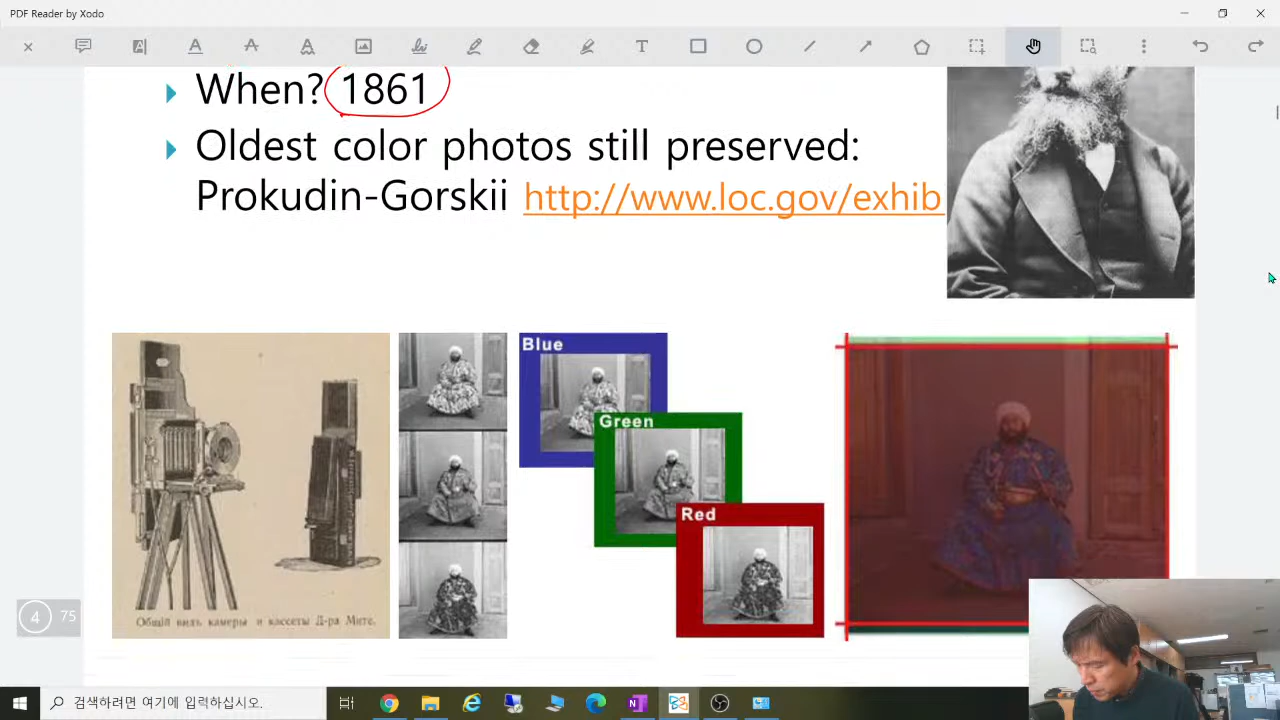 PDF Reader by Xodo
When? 1861
Oldest color photos still preserved:
Prokudin-Gorskii http://www.loc.gov/exhib
Blue
Green
Red
Общій видъ камеры и кассеты Д-ра Мите.
4 75
검색하려면 여기에 입력하십시오.